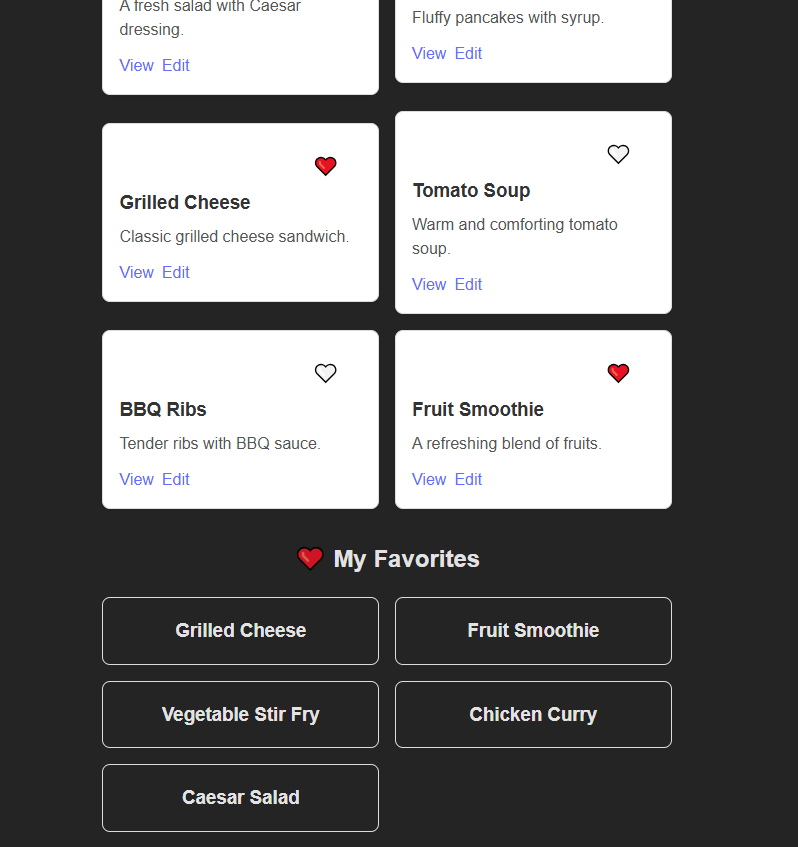 A fresh salad with Caesar
dressing.
View Edit
Fluffy pancakes with syrup.
View Edit
Grilled Cheese
Classic grilled cheese sandwich.
View Edit
Tomato Soup
Warm and comforting tomato
soup.
View Edit
BBQ Ribs
Tender ribs with BBQ sauce.
View Edit
Fruit Smoothie
A refreshing blend of fruits.
View Edit
My Favorites
Grilled Cheese
Fruit Smoothie
Vegetable Stir Fry
Chicken Curry
Caesar Salad